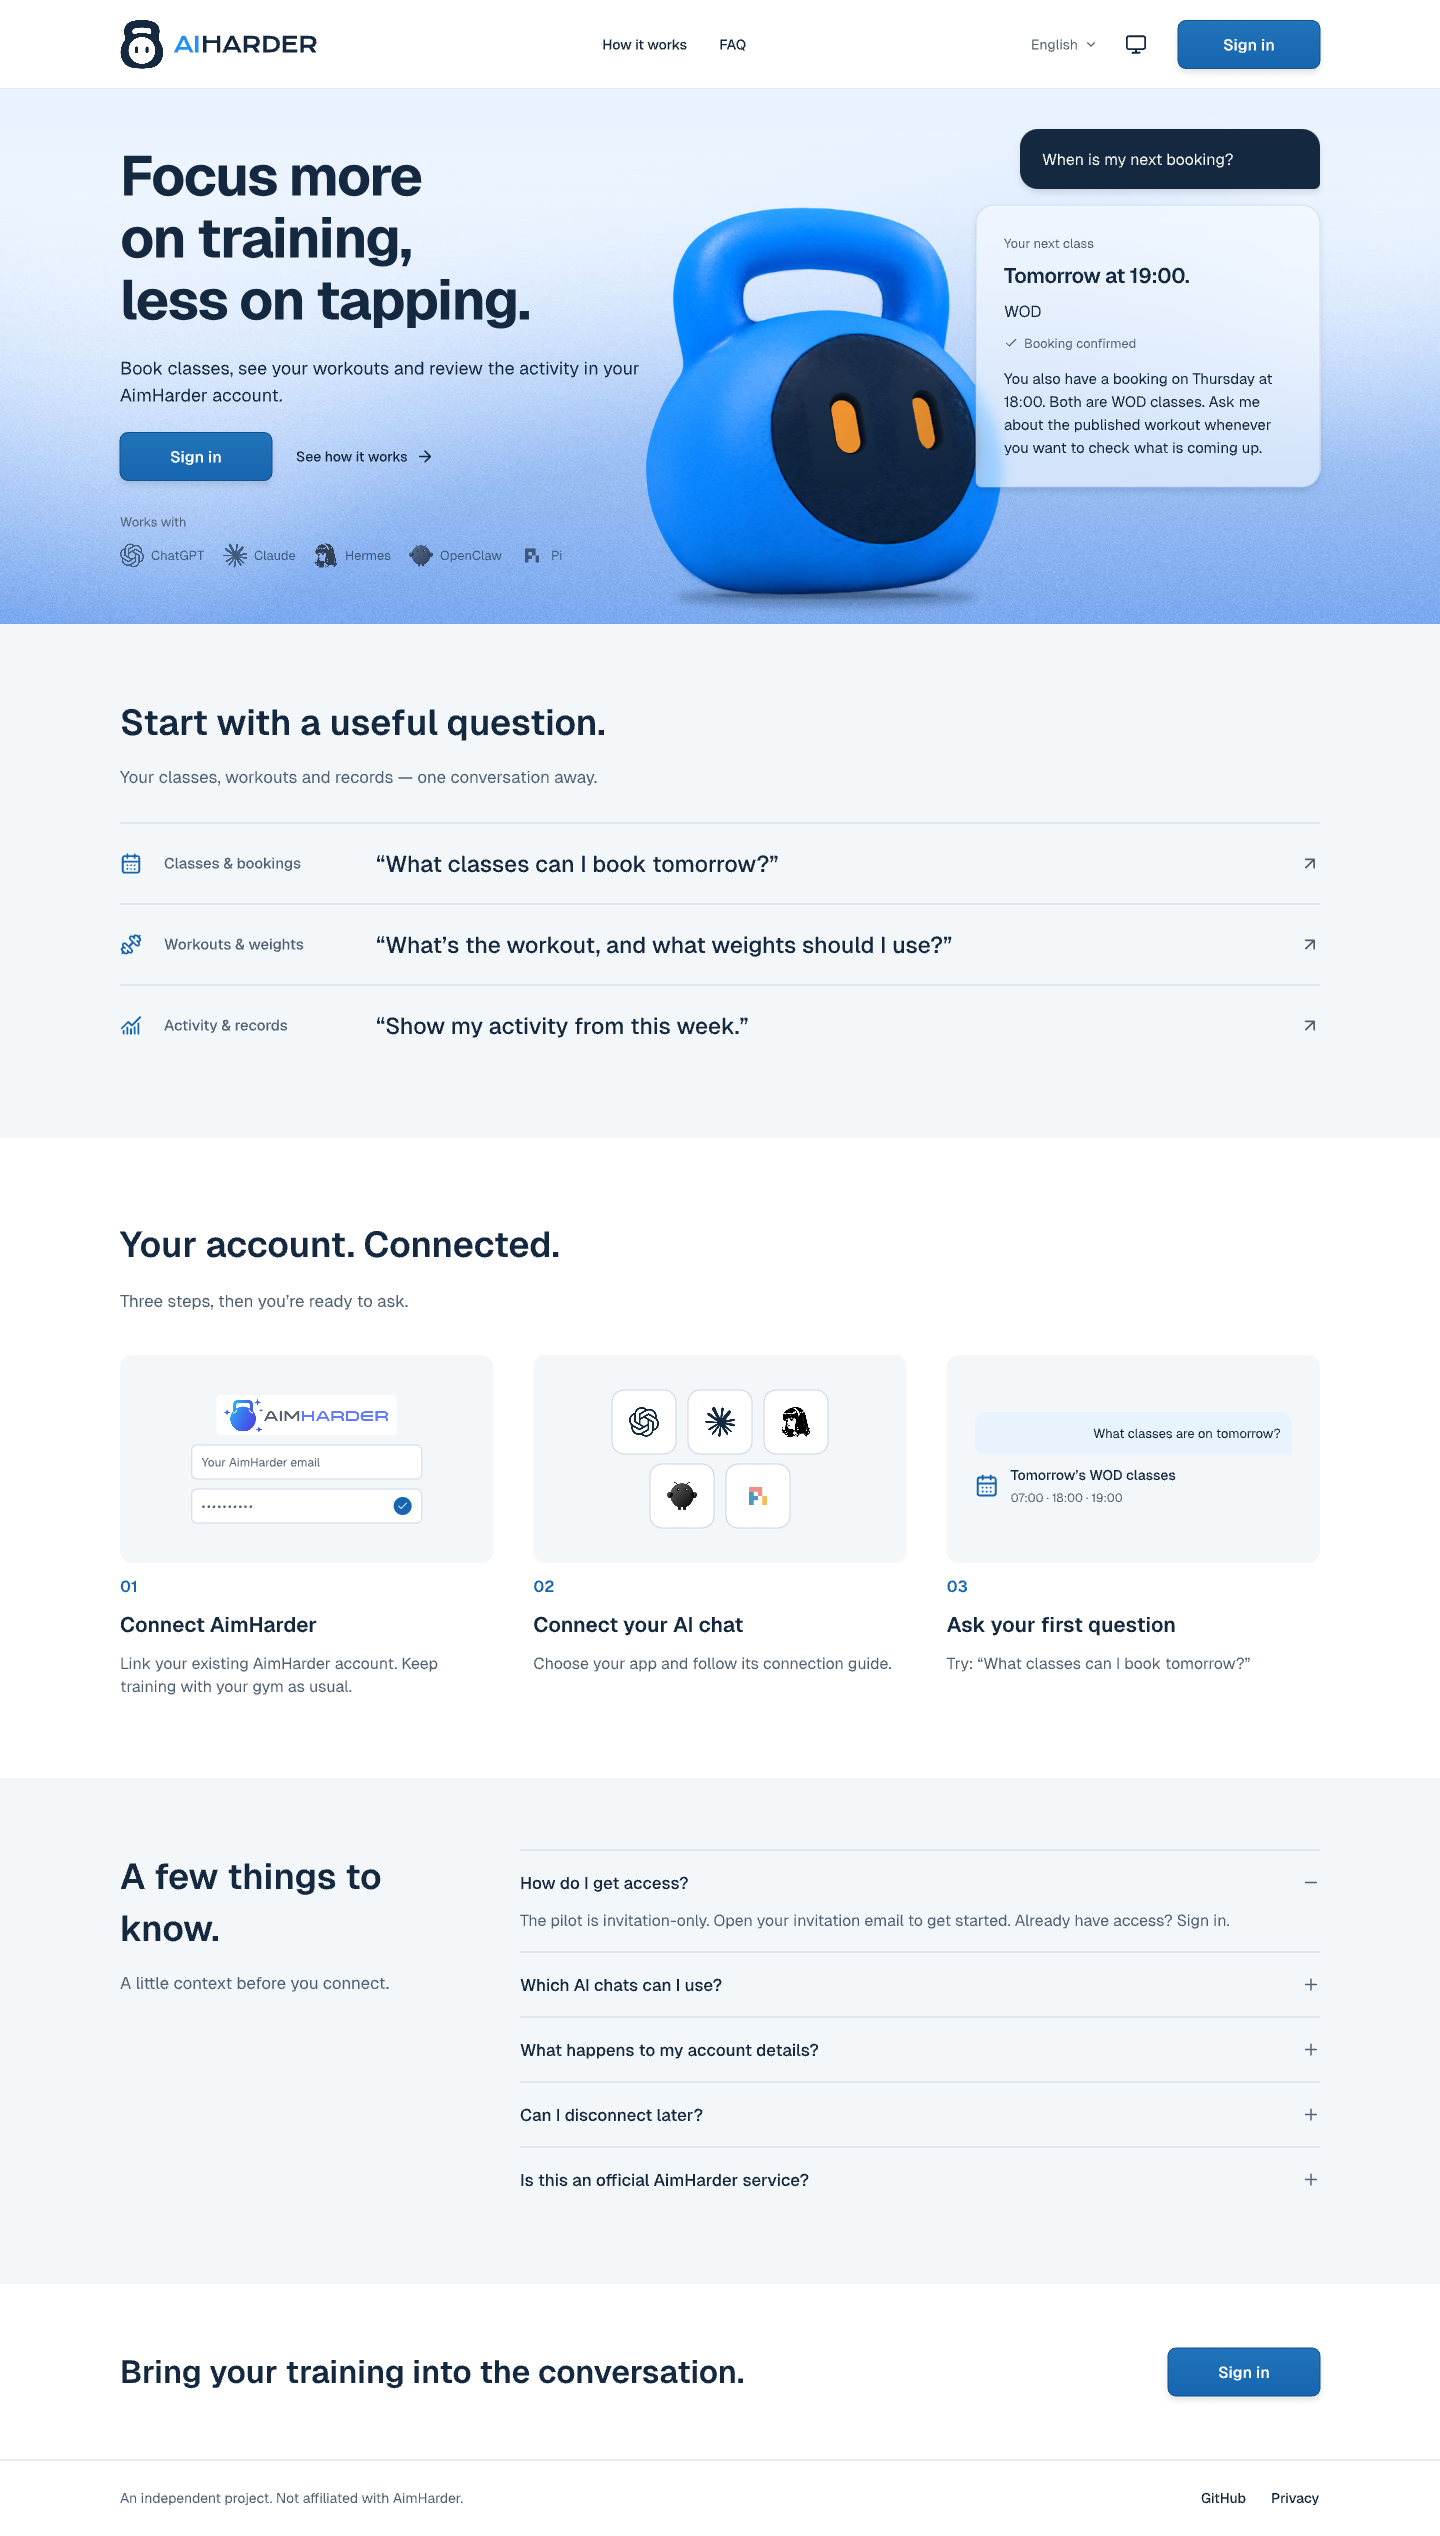 AIHARDER
How it works
FAQ
English
Sign in
Focus more
on training,
less on tapping.
Book classes, see your workouts and review the activity in your
AimHarder account.
Sign in
See how it works
Works with
ChatGPT
Claude
Hermes
OpenClaw
Pi
When is my next booking?
Your next class
Tomorrow at 19:00.
WOD
Booking confirmed
You also have a booking on Thursday at
18:00. Both are WOD classes. Ask me
about the published workout whenever
you want to check what is coming up.
Start with a useful question.
Your classes, workouts and records — one conversation away.
Classes & bookings
“What classes can I book tomorrow?”
Workouts & weights
“What’s the workout, and what weights should I use?”
Activity & records
“Show my activity from this week.”
Your account. Connected.
Three steps, then you’re ready to ask.
AIMHARDER
Your AimHarder email
••••••••••
What classes are on tomorrow?
Tomorrow’s WOD classes
07:00 · 18:00 · 19:00
01
Connect AimHarder
Link your existing AimHarder account. Keep
training with your gym as usual.
02
Connect your AI chat
Choose your app and follow its connection guide.
03
Ask your first question
Try: “What classes can I book tomorrow?”
A few things to
know.
A little context before you connect.
How do I get access?
The pilot is invitation-only. Open your invitation email to get started. Already have access? Sign in.
Which AI chats can I use?
What happens to my account details?
Can I disconnect later?
Is this an official AimHarder service?
Bring your training into the conversation.
Sign in
An independent project. Not affiliated with AimHarder.
GitHub
Privacy